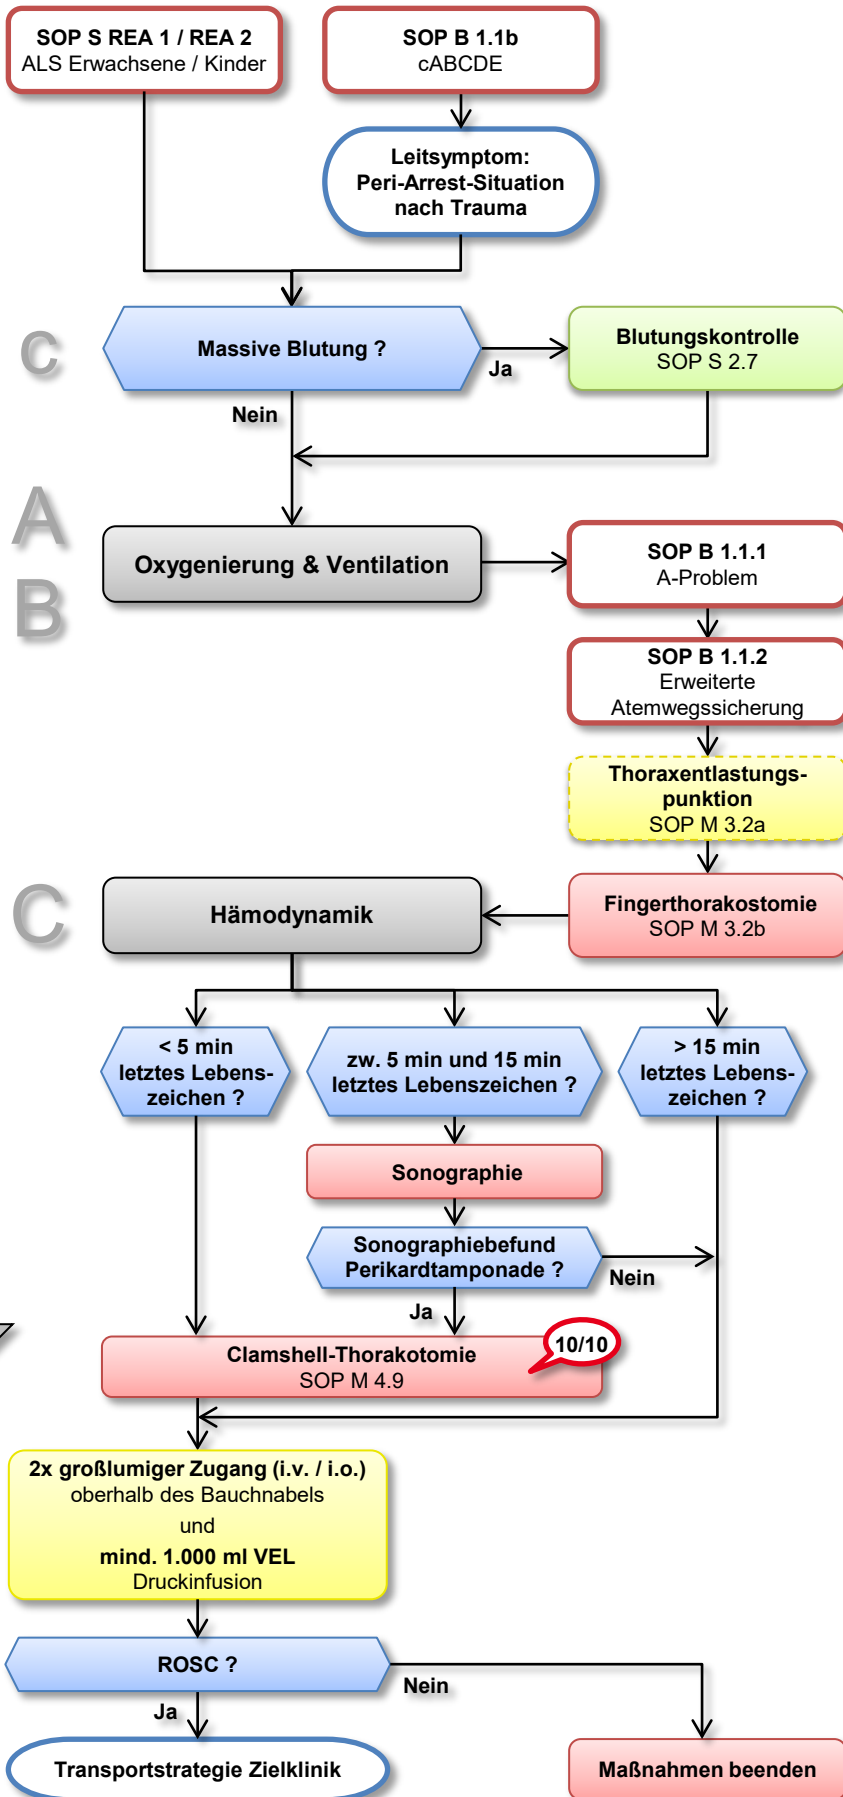 SOP S REA 1 / REA 2
ALS Erwachsene / Kinder
SOP B 1.1b
cABCDE
Leitsymptom:
Peri-Arrest-Situation
nach Trauma
c
Massive Blutung ?
Ja
Blutungskontrolle
SOP S 2.7
Nein
A
B
Oxygenierung & Ventilation
SOP B 1.1.1
A-Problem
SOP B 1.1.2
Erweiterte
Atemwegssicherung
Thoraxentlastungs-
punktion
SOP M 3.2a
C
Hämodynamik
Fingerthorakostomie
SOP M 3.2b
< 5 min
letztes Lebens-
zeichen ?
zw. 5 min und 15 min
letztes Lebenszeichen ?
> 15 min
letztes Lebens-
zeichen ?
Sonographie
Sonographiebefund
Perikardtamponade ?
Nein
Ja
Clamshell-Thorakotomie
SOP M 4.9
10/10
2x großlumiger Zugang (i.v. / i.o.)
oberhalb des Bauchnabels
und
mind. 1.000 ml VEL
Druckinfusion
ROSC ?
Nein
Ja
Transportstrategie Zielklinik
Maßnahmen beenden